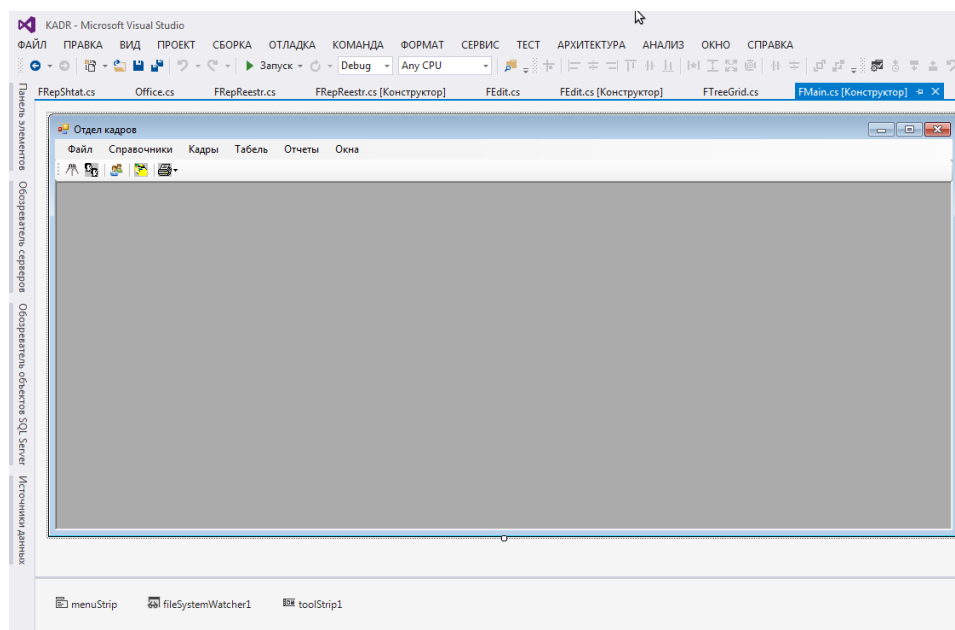 KADR - Microsoft Visual Studio
ФАЙЛ ПРАВКА ВИД ПРОЕКТ СБОРКА ОТЛАДКА КОМАНДА ФОРМАТ СЕРВИС ТЕСТ АРХИТЕКТУРА АНАЛИЗ ОКНО СПРАВКА
Запуск Debug Any CPU
FRepShtat.cs Office.cs FRepReestr.cs FRepReestr.cs [Конструктор] FEdit.cs FEdit.cs [Конструктор] FTreeGrid.cs FMain.cs [Конструктор]
Панель элементов
Обозреватель серверов
Обозреватель объектов SQL Server
Источники данных
Отдел кадров
Файл Справочники Кадры Табель Отчеты Окна
menuStrip fileSystemWatcher1 toolStrip1